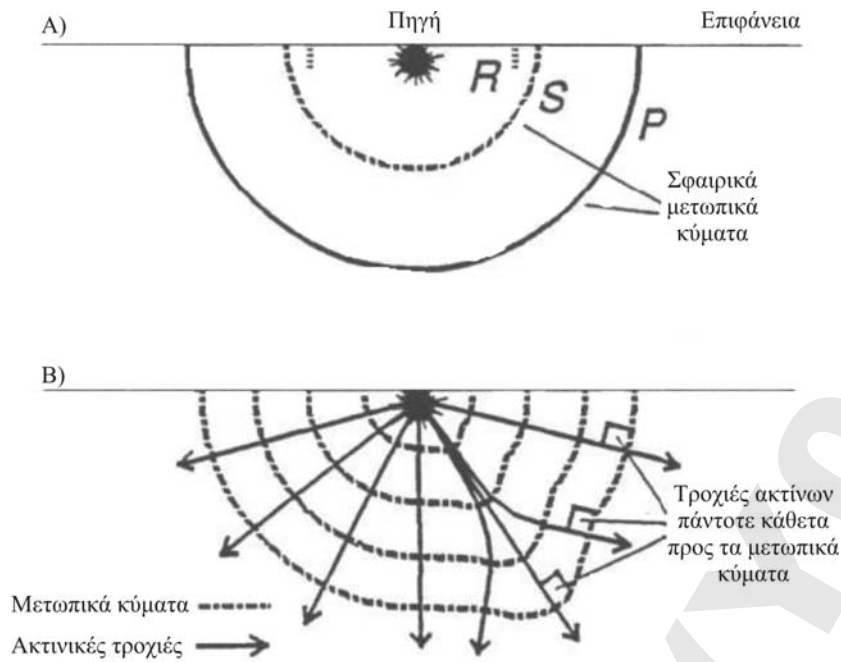 A)
Πηγή
Επιφάνεια
R
S
P
Σφαιρικά
μετωπικά
κύματα
B)
Τροχιές ακτίνων
πάντοτε κάθετα
προς τα μετωπικά
κύματα
Μετωπικά κύματα
Ακτινικές τροχιές